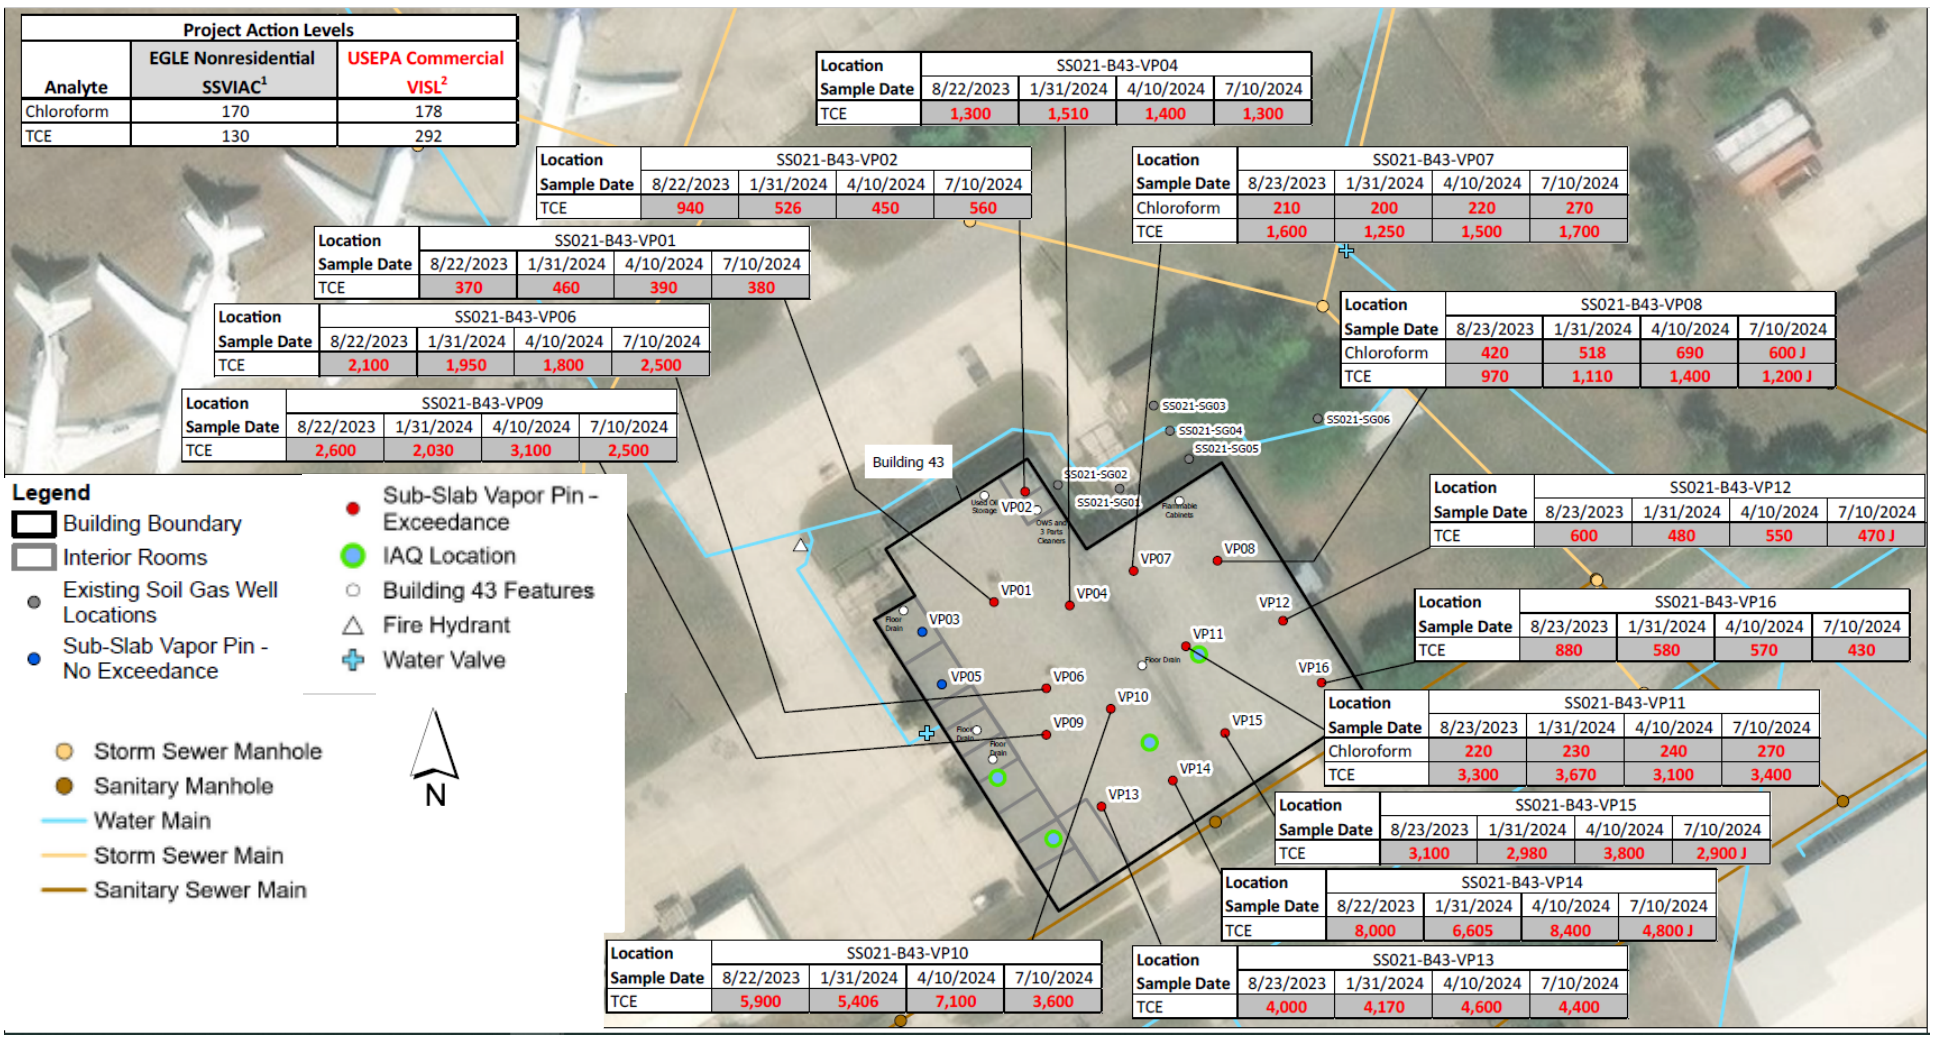 Project Action Levels
Analyte EGLE Nonresidential SSVIAC1 USEPA Commercial VISL2
Chloroform 170 178
TCE 130 292
Location SS021-B43-VP04
Sample Date 8/22/2023 1/31/2024 4/10/2024 7/10/2024
TCE 1,300 1,510 1,400 1,300
Location SS021-B43-VP02
Sample Date 8/22/2023 1/31/2024 4/10/2024 7/10/2024
TCE 940 526 450 560
Location SS021-B43-VP07
Sample Date 8/23/2023 1/31/2024 4/10/2024 7/10/2024
Chloroform 210 200 220 270
TCE 1,600 1,250 1,500 1,700
Location SS021-B43-VP01
Sample Date 8/22/2023 1/31/2024 4/10/2024 7/10/2024
TCE 370 460 390 380
Location SS021-B43-VP06
Sample Date 8/22/2023 1/31/2024 4/10/2024 7/10/2024
TCE 2,100 1,950 1,800 2,500
Location SS021-B43-VP08
Sample Date 8/23/2023 1/31/2024 4/10/2024 7/10/2024
Chloroform 420 518 690 600 J
TCE 970 1,110 1,400 1,200 J
Location SS021-B43-VP09
Sample Date 8/22/2023 1/31/2024 4/10/2024 7/10/2024
TCE 2,600 2,030 3,100 2,500
SS021-SG03
SS021-SG04
SS021-SG06
SS021-SG05
SS021-SG02
SS021-SG01
Building 43
Used Oil
Storage
VP02
OWS and
3 Parts
Cleaners
Flammable
Cabinets
VP07
VP08
VP01
VP04
VP12
Floor
Drain
VP03
VP11
Floor Drain
VP16
VP05
VP06
VP10
VP09
VP15
Floor
Drain
Floor
Drain
VP14
VP13
Location SS021-B43-VP12
Sample Date 8/23/2023 1/31/2024 4/10/2024 7/10/2024
TCE 600 480 550 470 J
Location SS021-B43-VP16
Sample Date 8/23/2023 1/31/2024 4/10/2024 7/10/2024
TCE 880 580 570 430
Location SS021-B43-VP11
Sample Date 8/23/2023 1/31/2024 4/10/2024 7/10/2024
Chloroform 220 230 240 270
TCE 3,300 3,670 3,100 3,400
Location SS021-B43-VP15
Sample Date 8/23/2023 1/31/2024 4/10/2024 7/10/2024
TCE 3,100 2,980 3,800 2,900 J
Location SS021-B43-VP14
Sample Date 8/22/2023 1/31/2024 4/10/2024 7/10/2024
TCE 8,000 6,605 8,400 4,800 J
Location SS021-B43-VP10
Sample Date 8/22/2023 1/31/2024 4/10/2024 7/10/2024
TCE 5,900 5,406 7,100 3,600
Location SS021-B43-VP13
Sample Date 8/23/2023 1/31/2024 4/10/2024 7/10/2024
TCE 4,000 4,170 4,600 4,400
Legend
Building Boundary
Interior Rooms
Existing Soil Gas Well
Locations
Sub-Slab Vapor Pin -
No Exceedance
Sub-Slab Vapor Pin -
Exceedance
IAQ Location
Building 43 Features
Fire Hydrant
Water Valve
Storm Sewer Manhole
Sanitary Manhole
Water Main
Storm Sewer Main
Sanitary Sewer Main
N